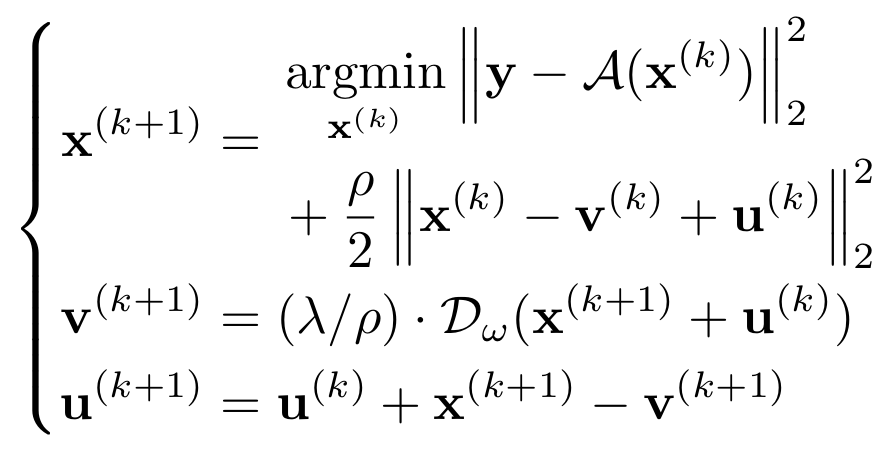 x^{(k+1)} = argmin_{x^{(k)}} ‖y − 𝒜(x^{(k)})‖_2^2
+ ρ/2 ‖x^{(k)} − v^{(k)} + u^{(k)}‖_2^2
v^{(k+1)} = (λ/ρ) · 𝒟_ω(x^{(k+1)} + u^{(k)})
u^{(k+1)} = u^{(k)} + x^{(k+1)} − v^{(k+1)}